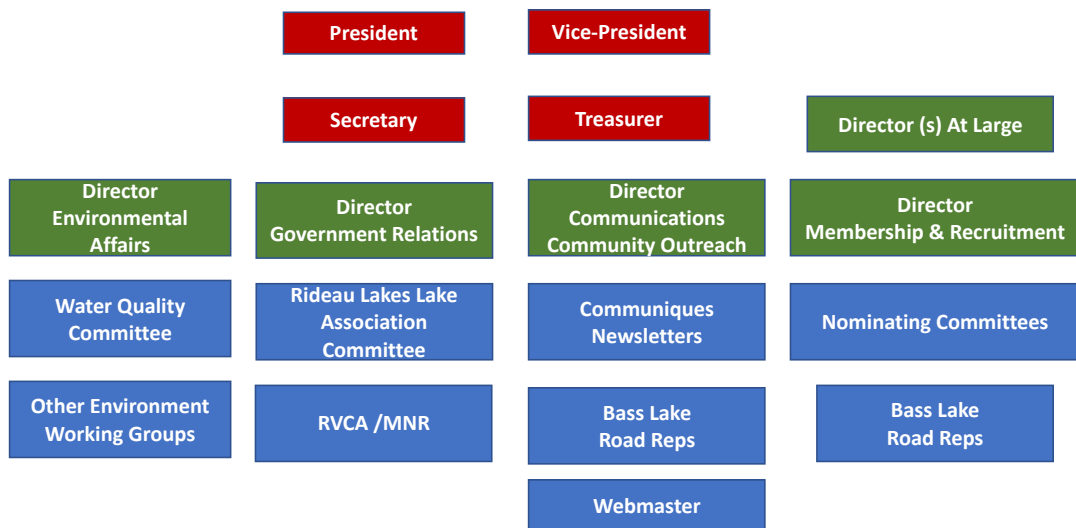 President
Vice-President
Secretary
Treasurer
Director (s) At Large
Director
Environmental
Affairs
Director
Government Relations
Director
Communications
Community Outreach
Director
Membership & Recruitment
Water Quality
Committee
Rideau Lakes Lake
Association
Committee
Communiques
Newsletters
Nominating Committees
Other Environment
Working Groups
RVCA /MNR
Bass Lake
Road Reps
Bass Lake
Road Reps
Webmaster